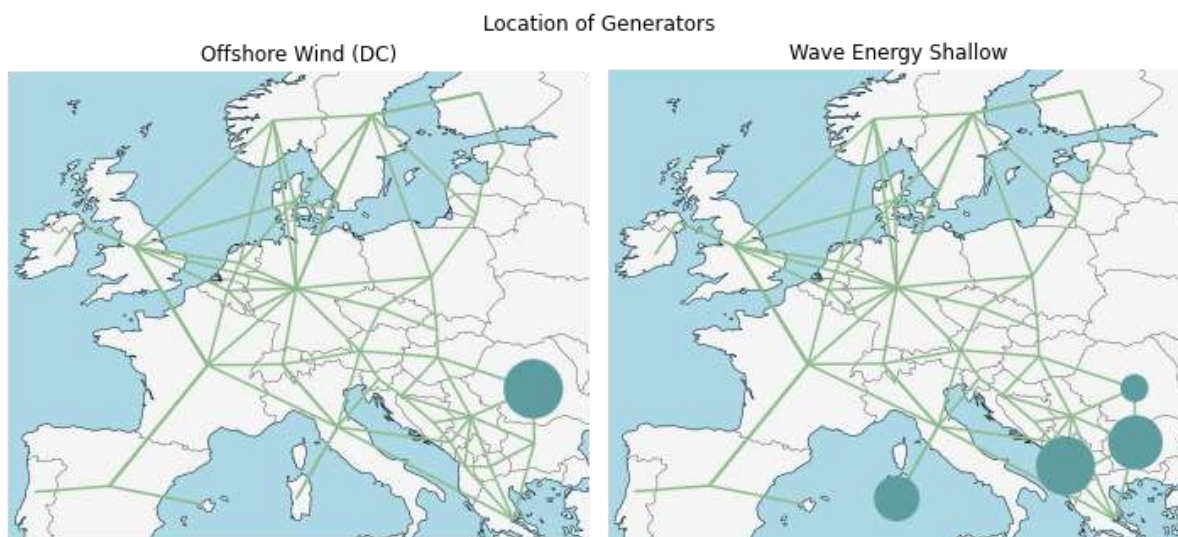 Location of Generators
Offshore Wind (DC)
Wave Energy Shallow